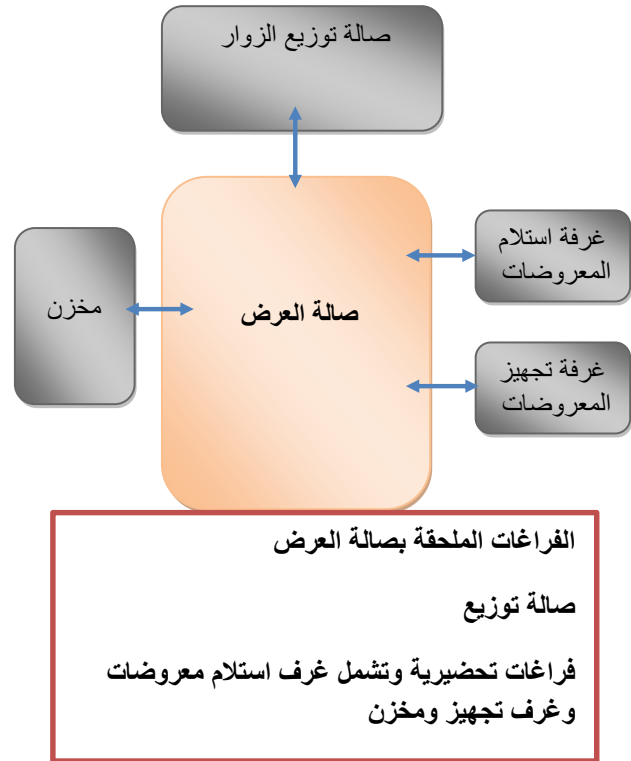 صالة توزيع الزوار
غرفة استلام
المعروضات
مخزن
صالة العرض
غرفة تجهيز
المعروضات
الفراغات الملحقة بصالة العرض
صالة توزيع
فراغات تحضيرية وتشمل غرف استلام معروضات
وغرف تجهيز ومخزن